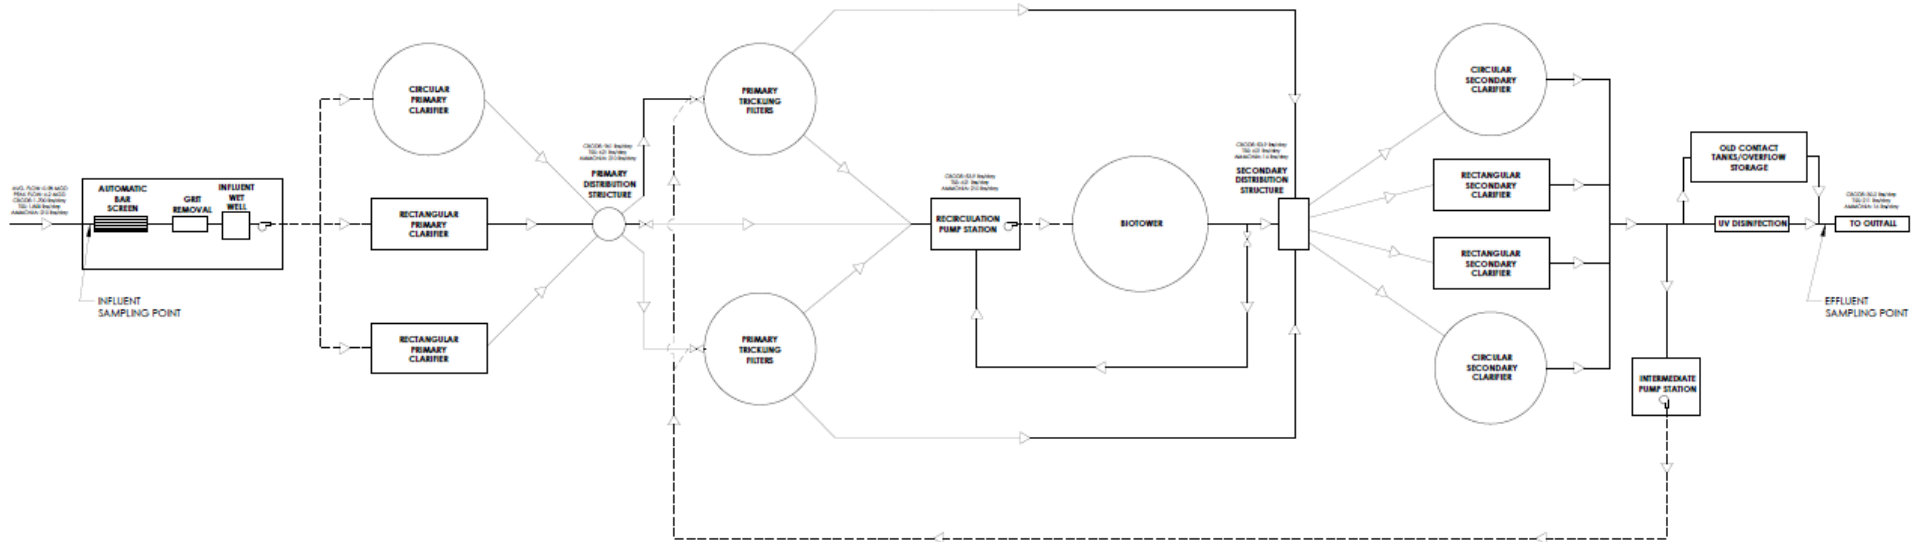 AUTOMATIC
BAR
SCREEN
GRIT
REMOVAL
INFLUENT
WET
WELL
INFLUENT
SAMPLING POINT
CIRCULAR
PRIMARY
CLARIFIER
RECTANGULAR
PRIMARY
CLARIFIER
RECTANGULAR
PRIMARY
CLARIFIER
PRIMARY
DISTRIBUTION
STRUCTURE
PRIMARY
TRICKLING
FILTERS
PRIMARY
TRICKLING
FILTERS
RECIRCULATION
PUMP STATION
BIOTOWER
SECONDARY
DISTRIBUTION
STRUCTURE
CIRCULAR
SECONDARY
CLARIFIER
RECTANGULAR
SECONDARY
CLARIFIER
RECTANGULAR
SECONDARY
CLARIFIER
CIRCULAR
SECONDARY
CLARIFIER
OLD CONTACT
TANKS/OVERFLOW
STORAGE
UV DISINFECTION
TO OUTFALL
EFFLUENT
SAMPLING POINT
INTERMEDIATE
PUMP STATION